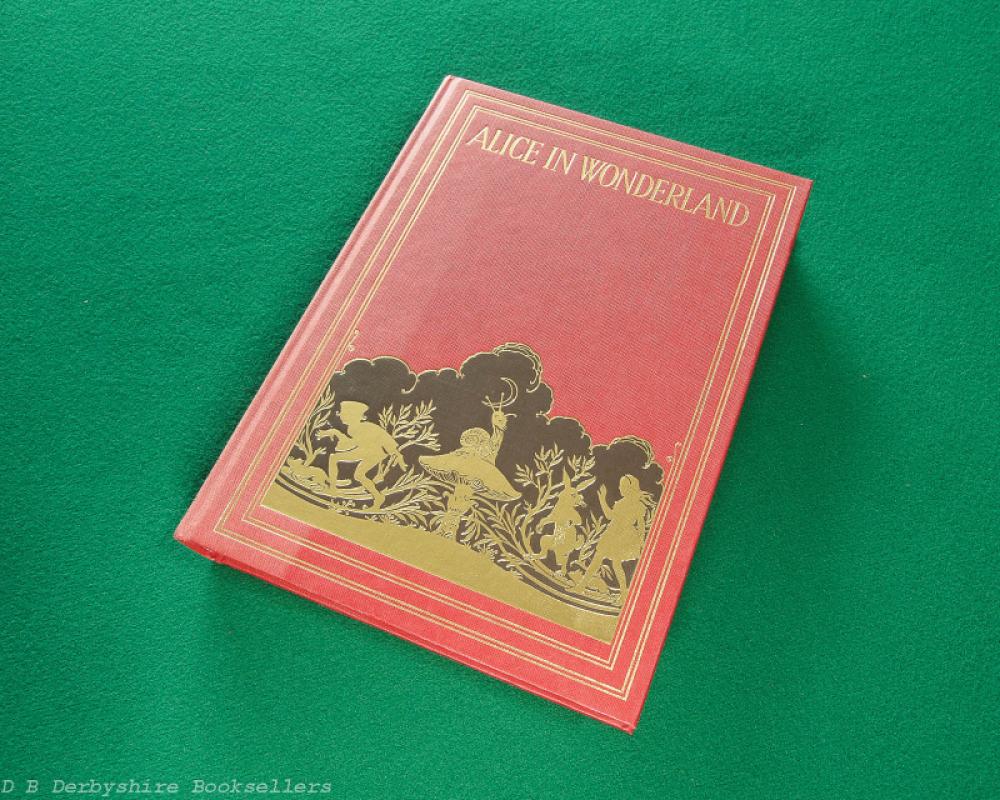 ALICE IN WONDERLAND
D B Derbyshire Booksellers